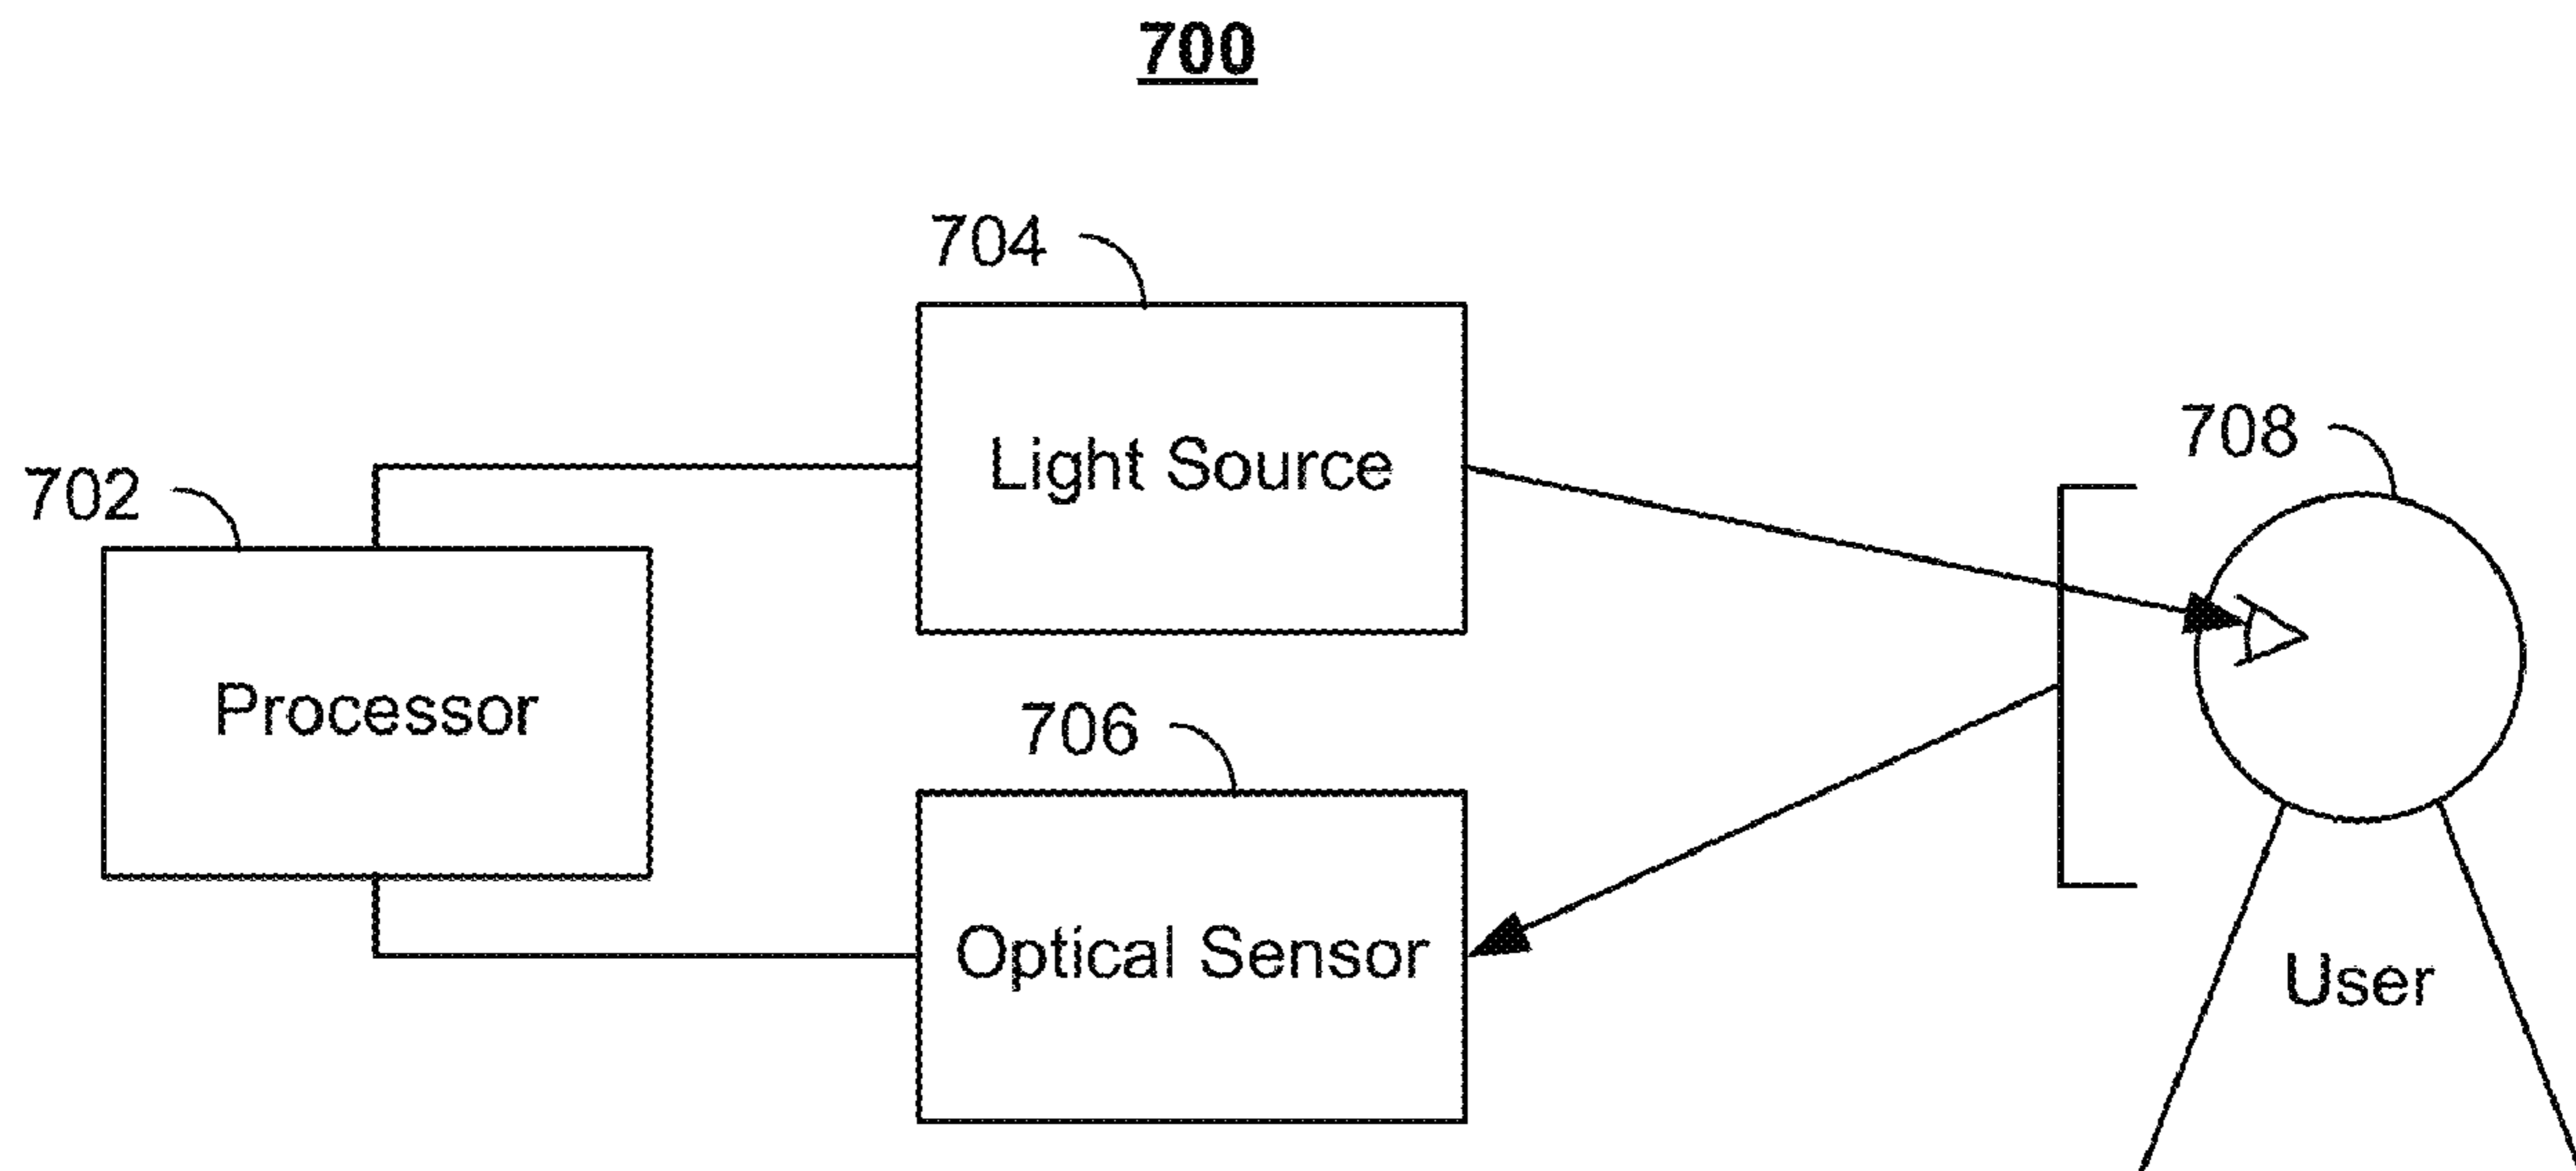 700
704
Light Source
708
702
Processor
706
Optical Sensor
User